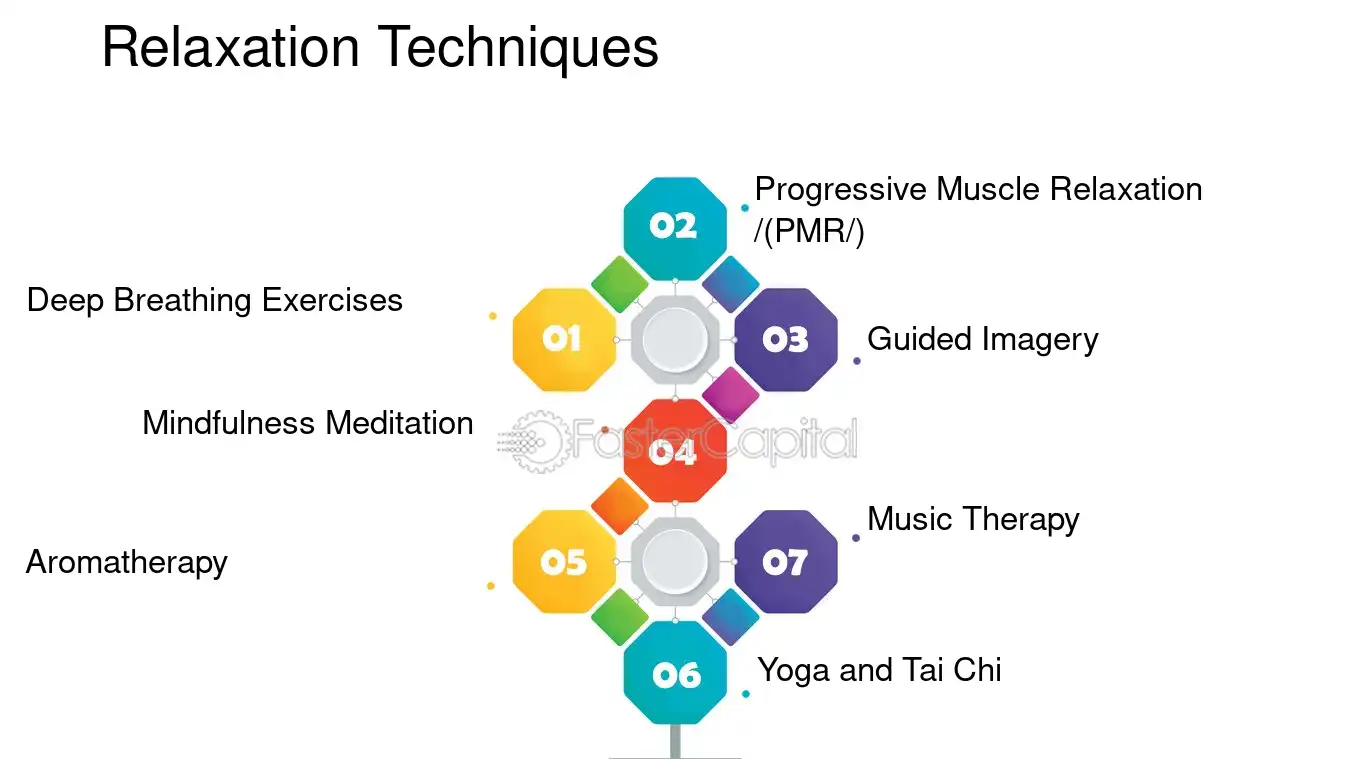 Relaxation Techniques
02
Progressive Muscle Relaxation
/(PMR/)
Deep Breathing Exercises
01
03
Guided Imagery
Mindfulness Meditation
04
FasterCapital
05
Aromatherapy
07
Music Therapy
06
Yoga and Tai Chi